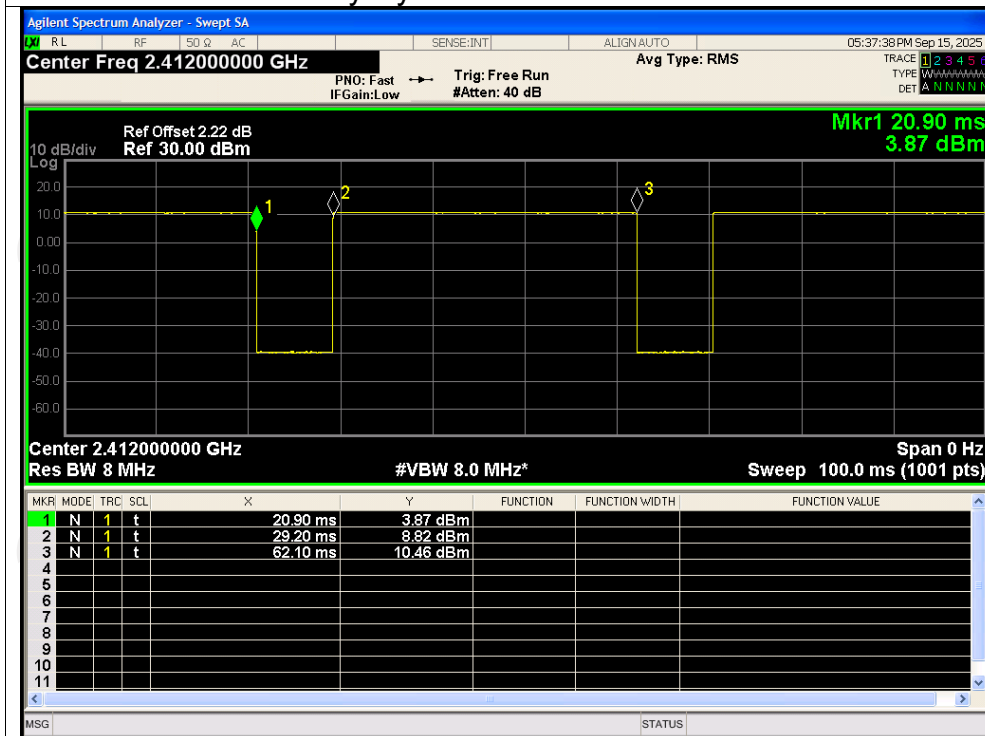 Agilent Spectrum Analyzer - Swept SA
LXI RL RF 50 Ω AC SENSE:INT ALIGN AUTO 05:37:38 PM Sep 15, 2025
Center Freq 2.412000000 GHz
PNO: Fast
IFGain:Low
Trig: Free Run
#Atten: 40 dB
Avg Type: RMS
TRACE 1 2 3 4 5 6
TYPE
DET A N N N N N
Mkr1 20.90 ms
3.87 dBm
Ref Offset 2.22 dB
10 dB/div Ref 30.00 dBm
Log
20.0
10.0
0.00
-10.0
-20.0
-30.0
-40.0
-50.0
-60.0
1
2
3
Center 2.412000000 GHz Span 0 Hz
Res BW 8 MHz #VBW 8.0 MHz* Sweep 100.0 ms (1001 pts)
MKR MODE TRC SCL X Y FUNCTION FUNCTION WIDTH FUNCTION VALUE
1 N 1 t 20.90 ms 3.87 dBm
2 N 1 t 29.20 ms 8.82 dBm
3 N 1 t 62.10 ms 10.46 dBm
4
5
6
7
8
9
10
11
MSG STATUS